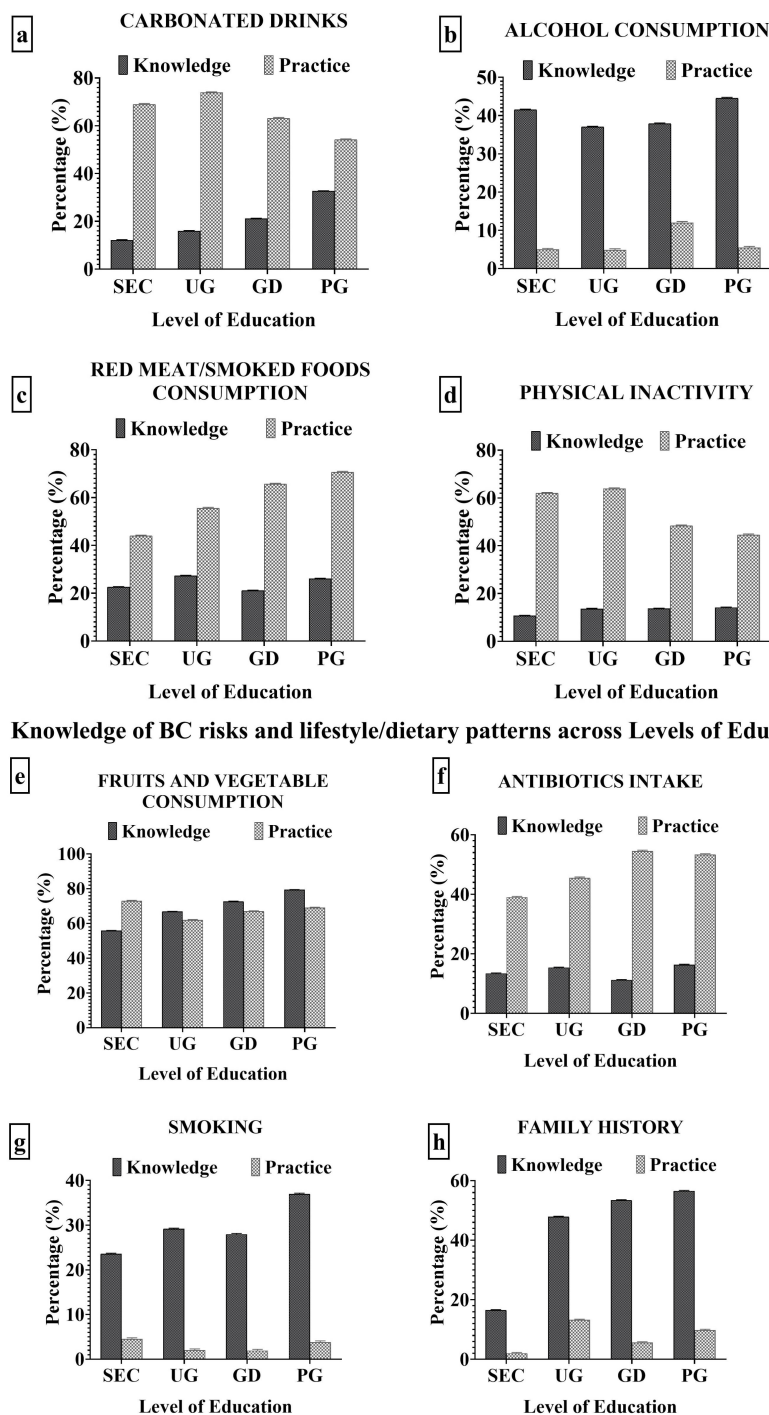 a
CARBONATED DRINKS
Knowledge Practice
Percentage (%)
80
60
40
20
0
SEC UG GD PG
Level of Education
b
ALCOHOL CONSUMPTION
Knowledge Practice
Percentage (%)
50
40
30
20
10
0
SEC UG GD PG
Level of Education
c
RED MEAT/SMOKED FOODS
CONSUMPTION
Knowledge Practice
Percentage (%)
80
60
40
20
0
SEC UG GD PG
Level of Education
d
PHYSICAL INACTIVITY
Knowledge Practice
Percentage (%)
80
60
40
20
0
SEC UG GD PG
Level of Education
Knowledge of BC risks and lifestyle/dietary patterns across Levels of Edu
e
FRUITS AND VEGETABLE
CONSUMPTION
Knowledge Practice
Percentage (%)
100
80
60
40
20
0
SEC UG GD PG
Level of Education
f
ANTIBIOTICS INTAKE
Knowledge Practice
Percentage (%)
60
40
20
0
SEC UG GD PG
Level of Education
g
SMOKING
Knowledge Practice
Percentage (%)
40
30
20
10
0
SEC UG GD PG
Level of Education
h
FAMILY HISTORY
Knowledge Practice
Percentage (%)
60
40
20
0
SEC UG GD PG
Level of Education